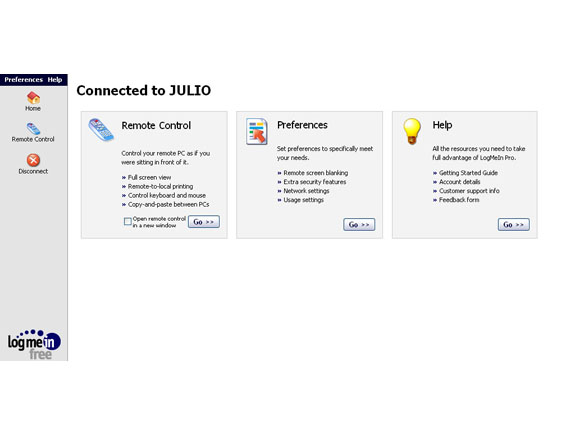 Preferences Help
Home
Remote Control
Disconnect
logmein
free
Connected to JULIO
Remote Control
Control your remote PC as if you
were sitting in front of it.
» Full screen view
» Remote-to-local printing
» Control keyboard and mouse
» Copy-and-paste between PCs
Open remote control
in a new window
Go >>
Preferences
Set preferences to specifically meet
your needs.
» Remote screen blanking
» Extra security features
» Network settings
» Usage settings
Go >>
Help
All the resources you need to take
full advantage of LogMeIn Pro.
» Getting Started Guide
» Account details
» Customer support info
» Feedback form
Go >>